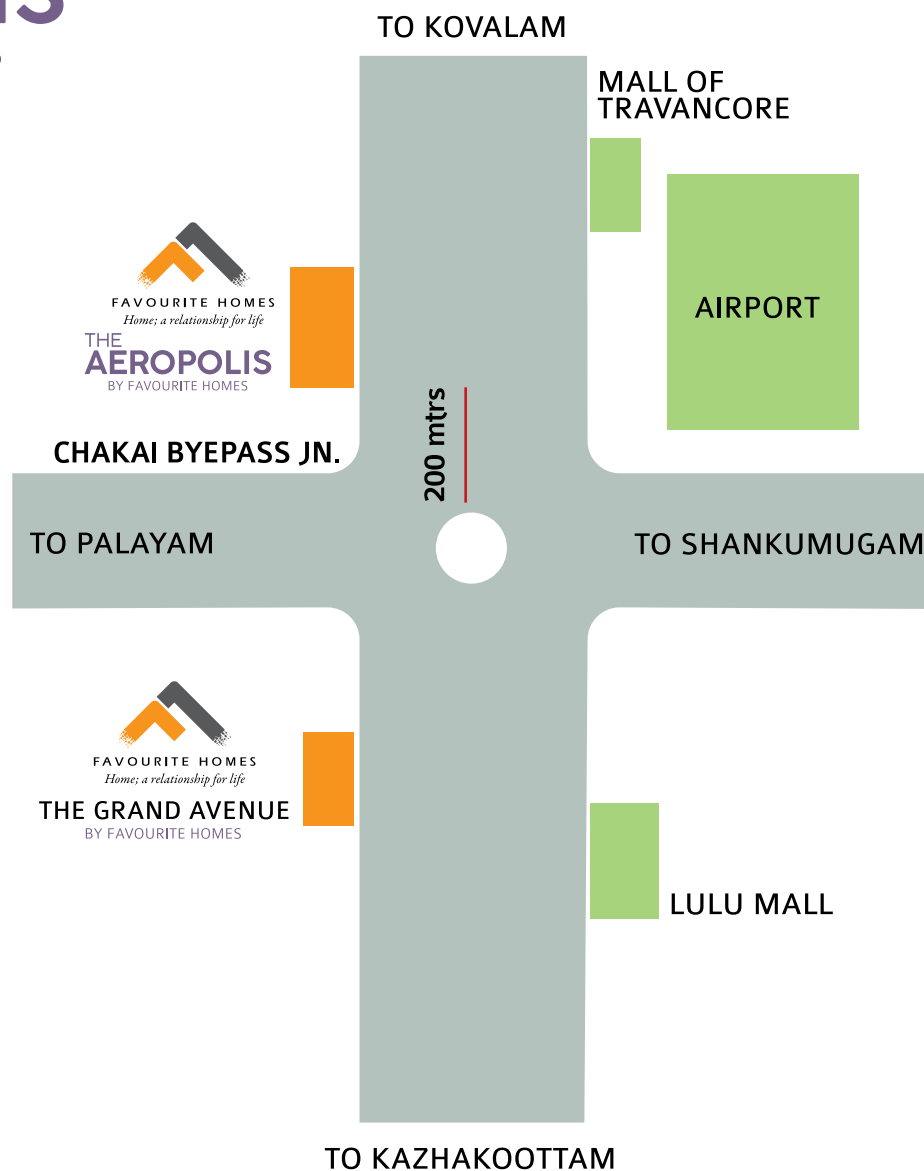 TO KOVALAM
MALL OF
TRAVANCORE
FAVOURITE HOMES
Home; a relationship for life
THE
AEROPOLIS
BY FAVOURITE HOMES
AIRPORT
200 mtrs
CHAKAI BYEPASS JN.
TO PALAYAM
TO SHANKUMUGAM
FAVOURITE HOMES
Home; a relationship for life
THE GRAND AVENUE
BY FAVOURITE HOMES
LULU MALL
TO KAZHAKOOTTAM